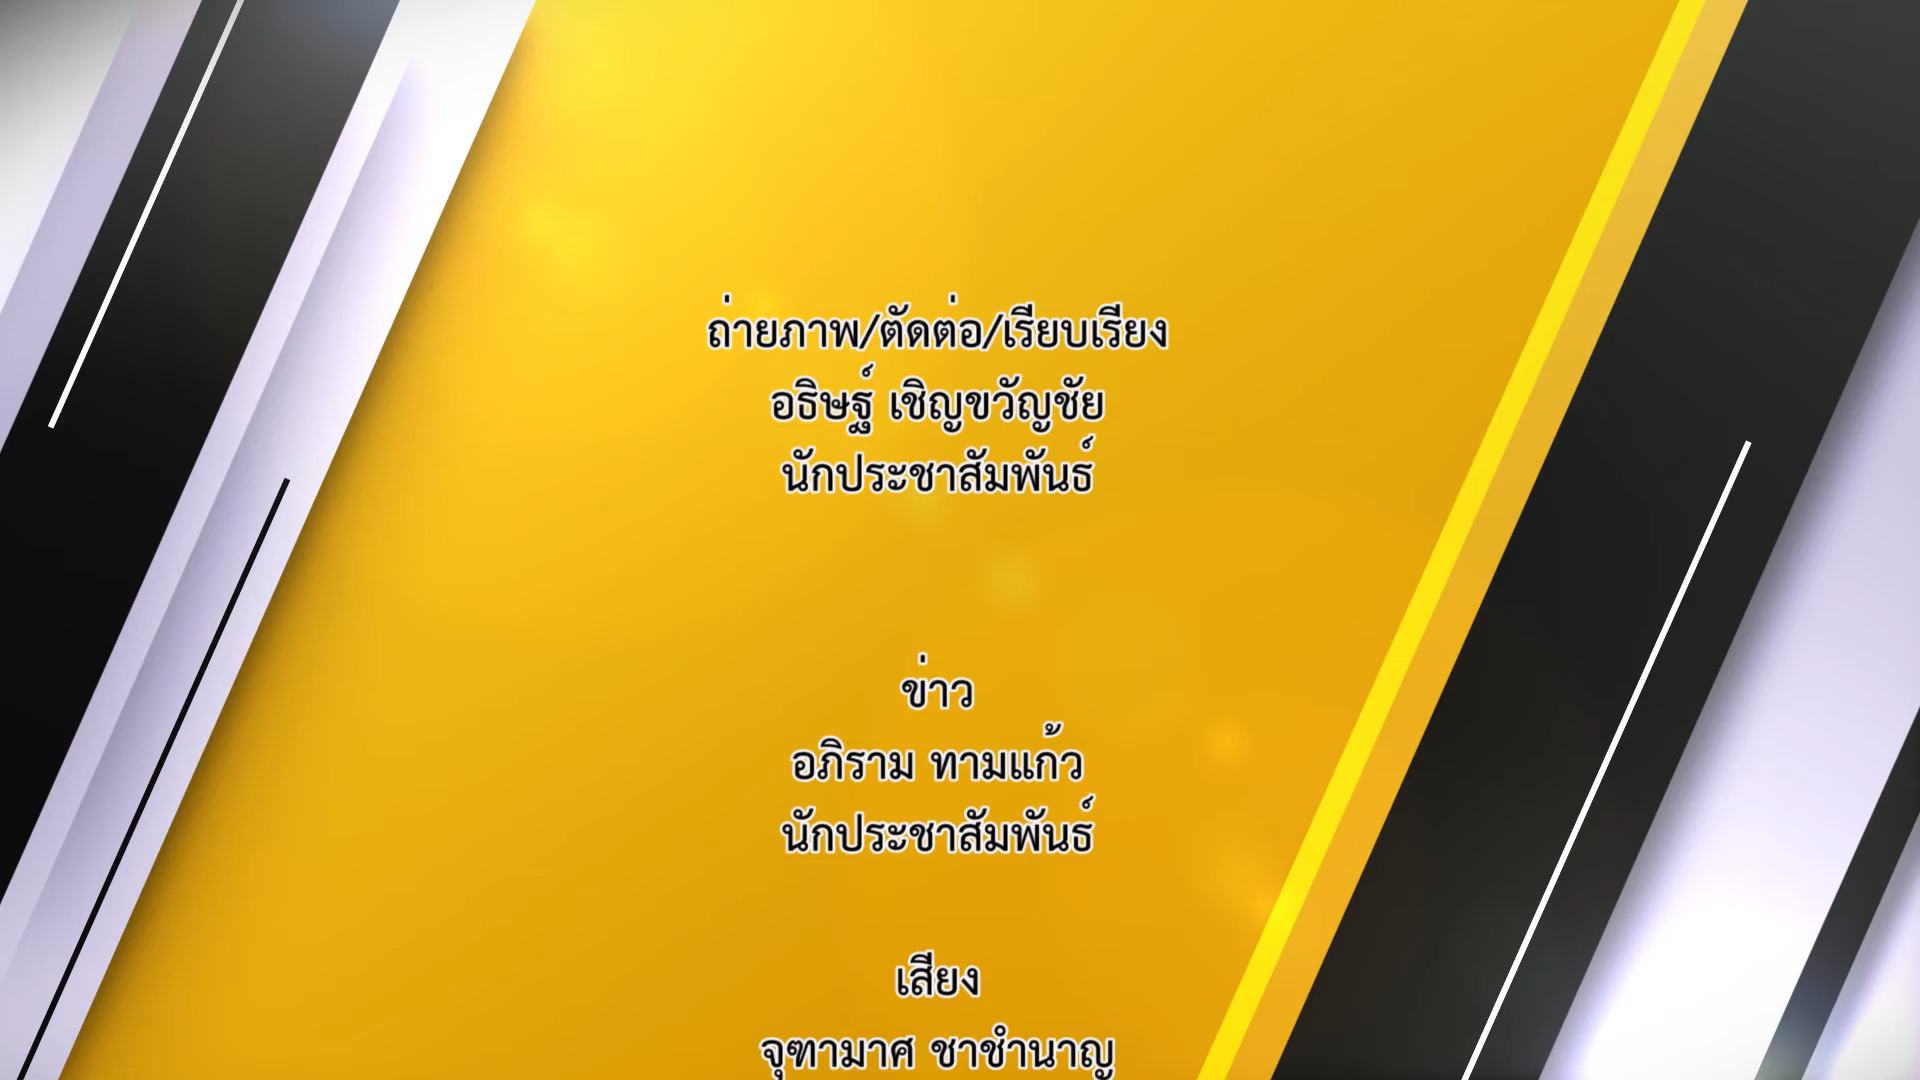 ถ่ายภาพ/ตัดต่อ/เรียบเรียง
อธิษฐ์ เชิญขวัญชัย
นักประชาสัมพันธ์
ข่าว
อภิราม ทามแก้ว
นักประชาสัมพันธ์
เสียง
จุฑามาศ ชาชำนาญ